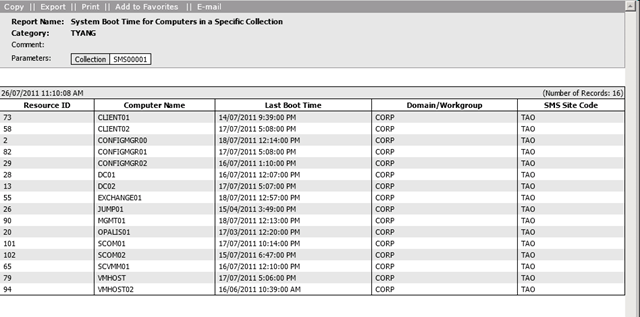 Copy || Export || Print || Add to Favorites || E-mail
Report Name: System Boot Time for Computers in a Specific Collection
Category: TYANG
Comment:
Parameters: Collection SMS00001
26/07/2011 11:10:08 AM (Number of Records: 16)
Resource ID Computer Name Last Boot Time Domain/Workgroup SMS Site Code
73 CLIENT01 14/07/2011 9:39:00 PM CORP TAO
58 CLIENT02 17/07/2011 5:08:00 PM CORP TAO
2 CONFIGMGR00 18/07/2011 12:14:00 PM CORP TAO
82 CONFIGMGR01 17/07/2011 5:08:00 PM CORP TAO
29 CONFIGMGR02 16/07/2011 1:10:00 PM CORP TAO
28 DC01 16/07/2011 12:07:00 PM CORP TAO
13 DC02 17/07/2011 5:07:00 PM CORP TAO
55 EXCHANGE01 18/07/2011 12:57:00 PM CORP TAO
26 JUMP01 15/04/2011 3:49:00 PM CORP TAO
90 MGMT01 18/07/2011 12:13:00 PM CORP TAO
20 OPALIS01 17/03/2011 12:20:00 PM CORP TAO
101 SCOM01 17/07/2011 10:14:00 PM CORP TAO
102 SCOM02 15/07/2011 6:47:00 PM CORP TAO
65 SCVMM01 16/07/2011 12:10:00 PM CORP TAO
79 VMHOST 17/07/2011 5:06:00 PM CORP TAO
94 VMHOST02 16/06/2011 10:39:00 AM CORP TAO